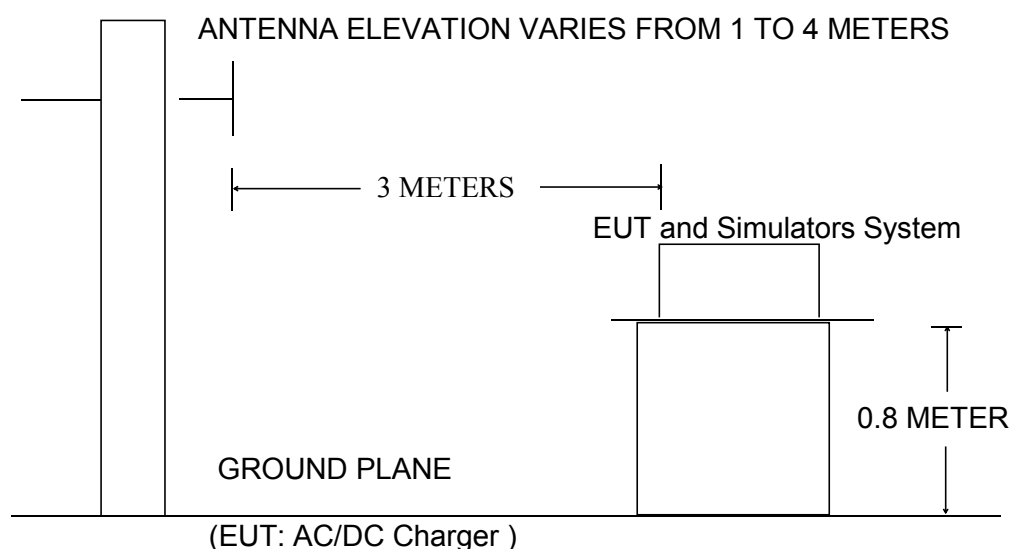 ANTENNA ELEVATION VARIES FROM 1 TO 4 METERS
3 METERS
EUT and Simulators System
0.8 METER
GROUND PLANE
(EUT: AC/DC Charger )